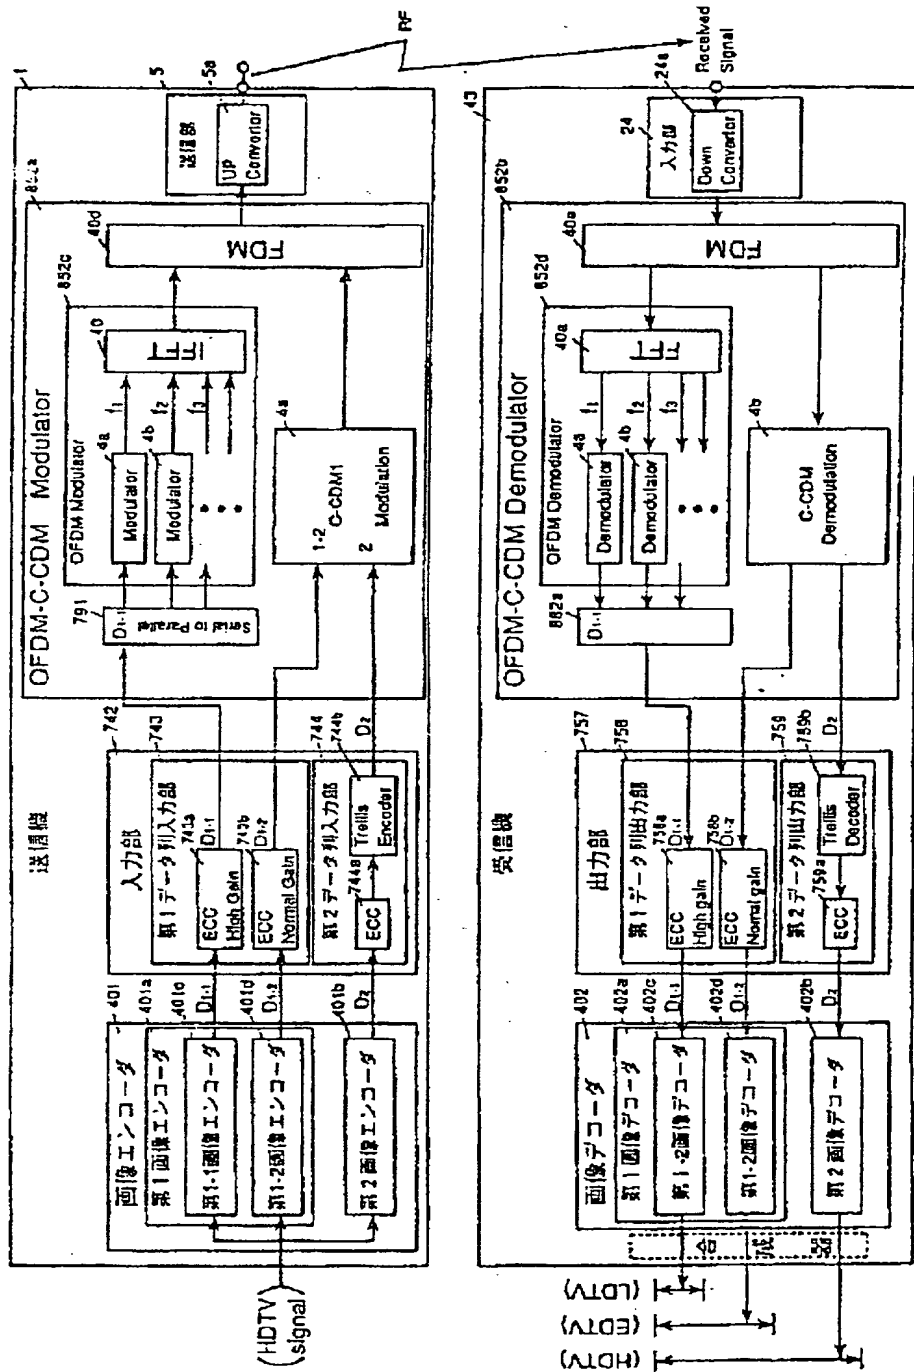 送信機
1
(HDTV signal)
画像エンコーダ
401
第1画像エンコーダ
401a
第1-1画像エンコーダ
401c
第1-2画像エンコーダ
401d
第2画像エンコーダ
401b
D1-1
D1-2
D2
入力部
742
第1データ列入力部
743
ECC
High Gain
743a
D1-1
ECC
Normal Gain
743b
D1-2
第2データ列入力部
744
ECC
744a
Trellis
Encoder
744b
D2
OFDM-C-CDM Modulator
852a
791
D1-1
Serial to Parallel
OFDM Modulator
852c
Modulator
4a
Modulator
4b
f1
f2
f3
IFFT
40
1-2
C-CDM1
2
Modulation
4a
FDM
40d
送信部
5
UP
Convertor
5a
RF
受信機
43
Received
Signal
入力部
24
Down
Convertor
24a
OFDM-C-CDM Demodulator
852b
FDM
40e
OFDM Demodulator
852d
FFT
40a
f1
f2
f3
Demodulator
4a
Demodulator
4b
C-CDM
Demodulation
4b
D1-1
882a
出力部
757
第1データ列出力部
758
ECC
High gain
758a
D1-1
ECC
Nomal gain
758b
D1-2
第2データ列出力部
759
ECC
759a
Trellis
Decoder
759b
D2
画像デコーダ
402
第1画像デコーダ
402a
第1-2画像デコーダ
402c
第1-2画像デコーダ
402d
第2画像デコーダ
402b
D1-1
D1-2
D2
合成器
(LDTV)
(EDTV)
(HDTV)